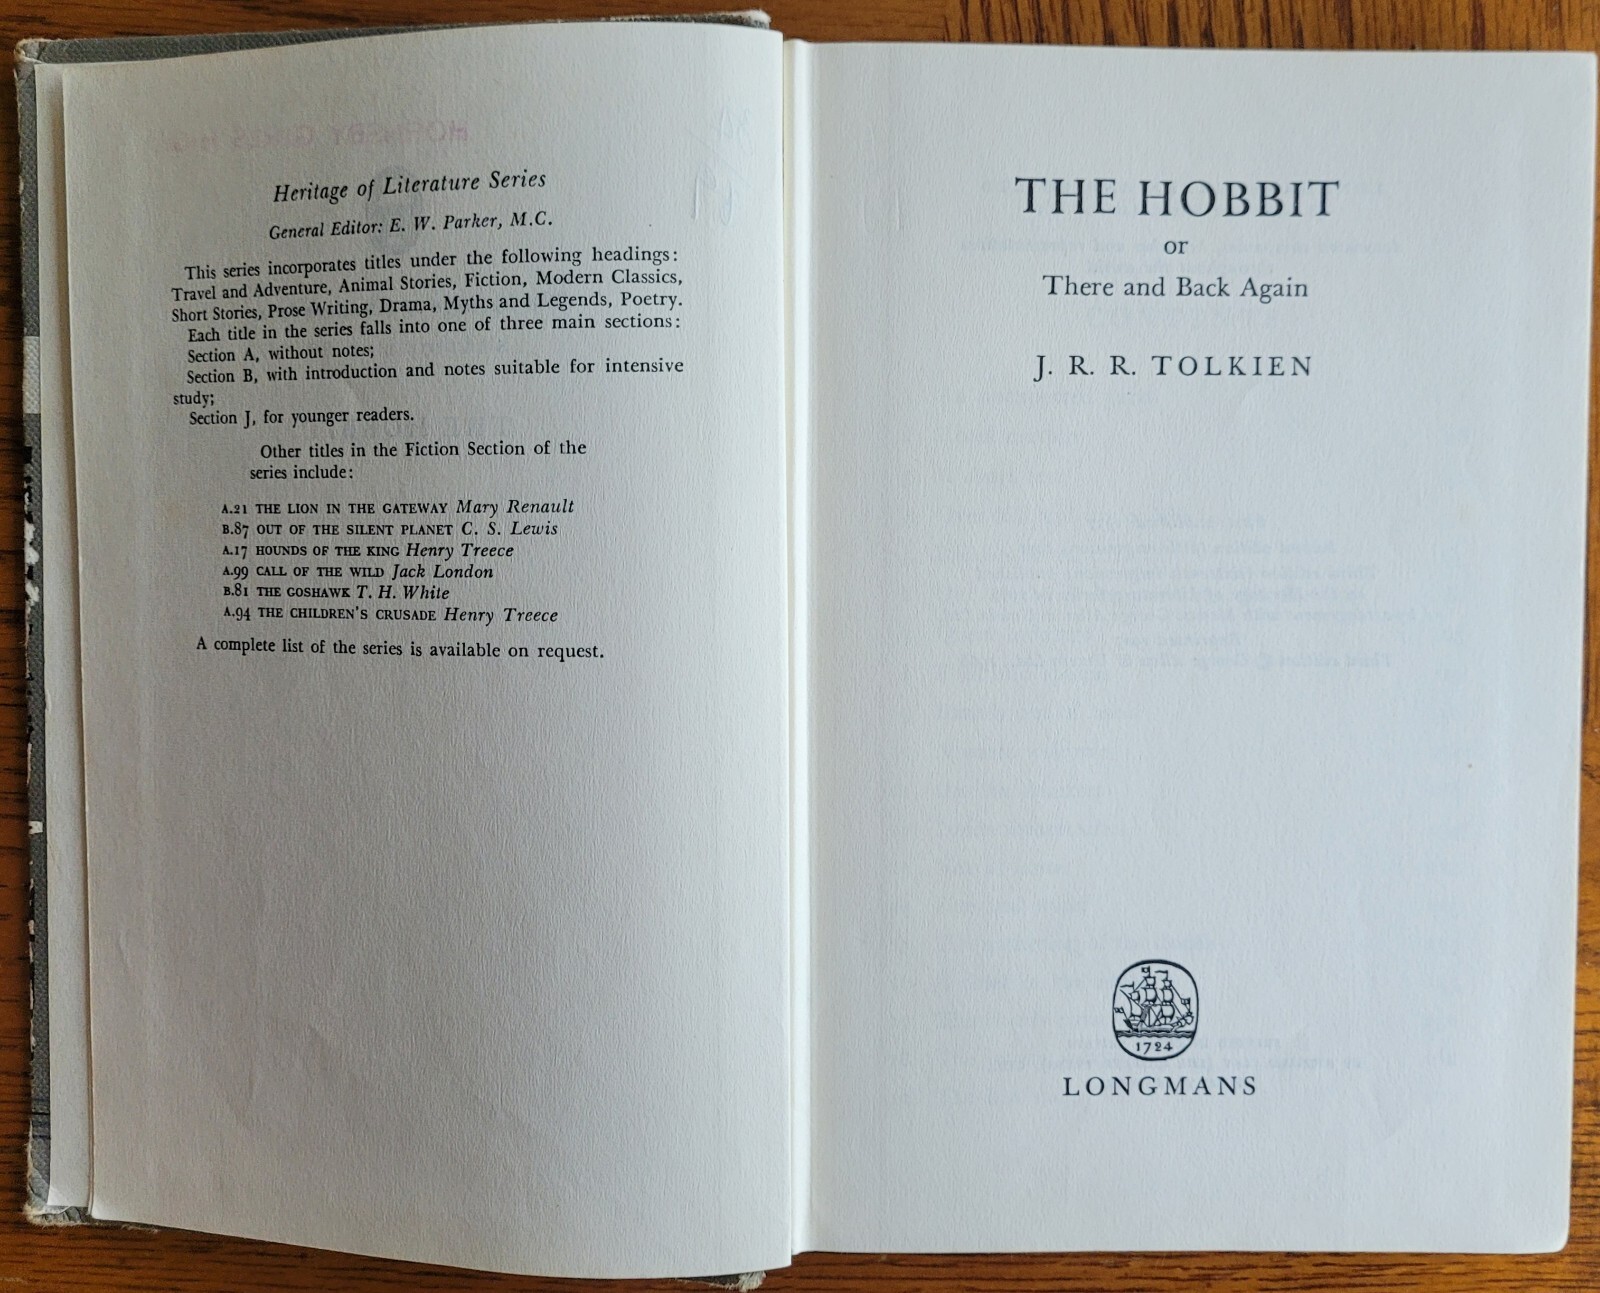 Heritage of Literature Series
General Editor: E. W. Parker, M.C.
This series incorporates titles under the following headings:
Travel and Adventure, Animal Stories, Fiction, Modern Classics,
Short Stories, Prose Writing, Drama, Myths and Legends, Poetry.
Each title in the series falls into one of three main sections:
Section A, without notes;
Section B, with introduction and notes suitable for intensive
study;
Section J, for younger readers.
Other titles in the Fiction Section of the
series include:
A.21 THE LION IN THE GATEWAY Mary Renault
B.87 OUT OF THE SILENT PLANET C. S. Lewis
A.17 HOUNDS OF THE KING Henry Treece
A.99 CALL OF THE WILD Jack London
B.81 THE GOSHAWK T. H. White
A.94 THE CHILDREN'S CRUSADE Henry Treece
A complete list of the series is available on request.
THE HOBBIT
or
There and Back Again
J. R. R. TOLKIEN
1724
LONGMANS